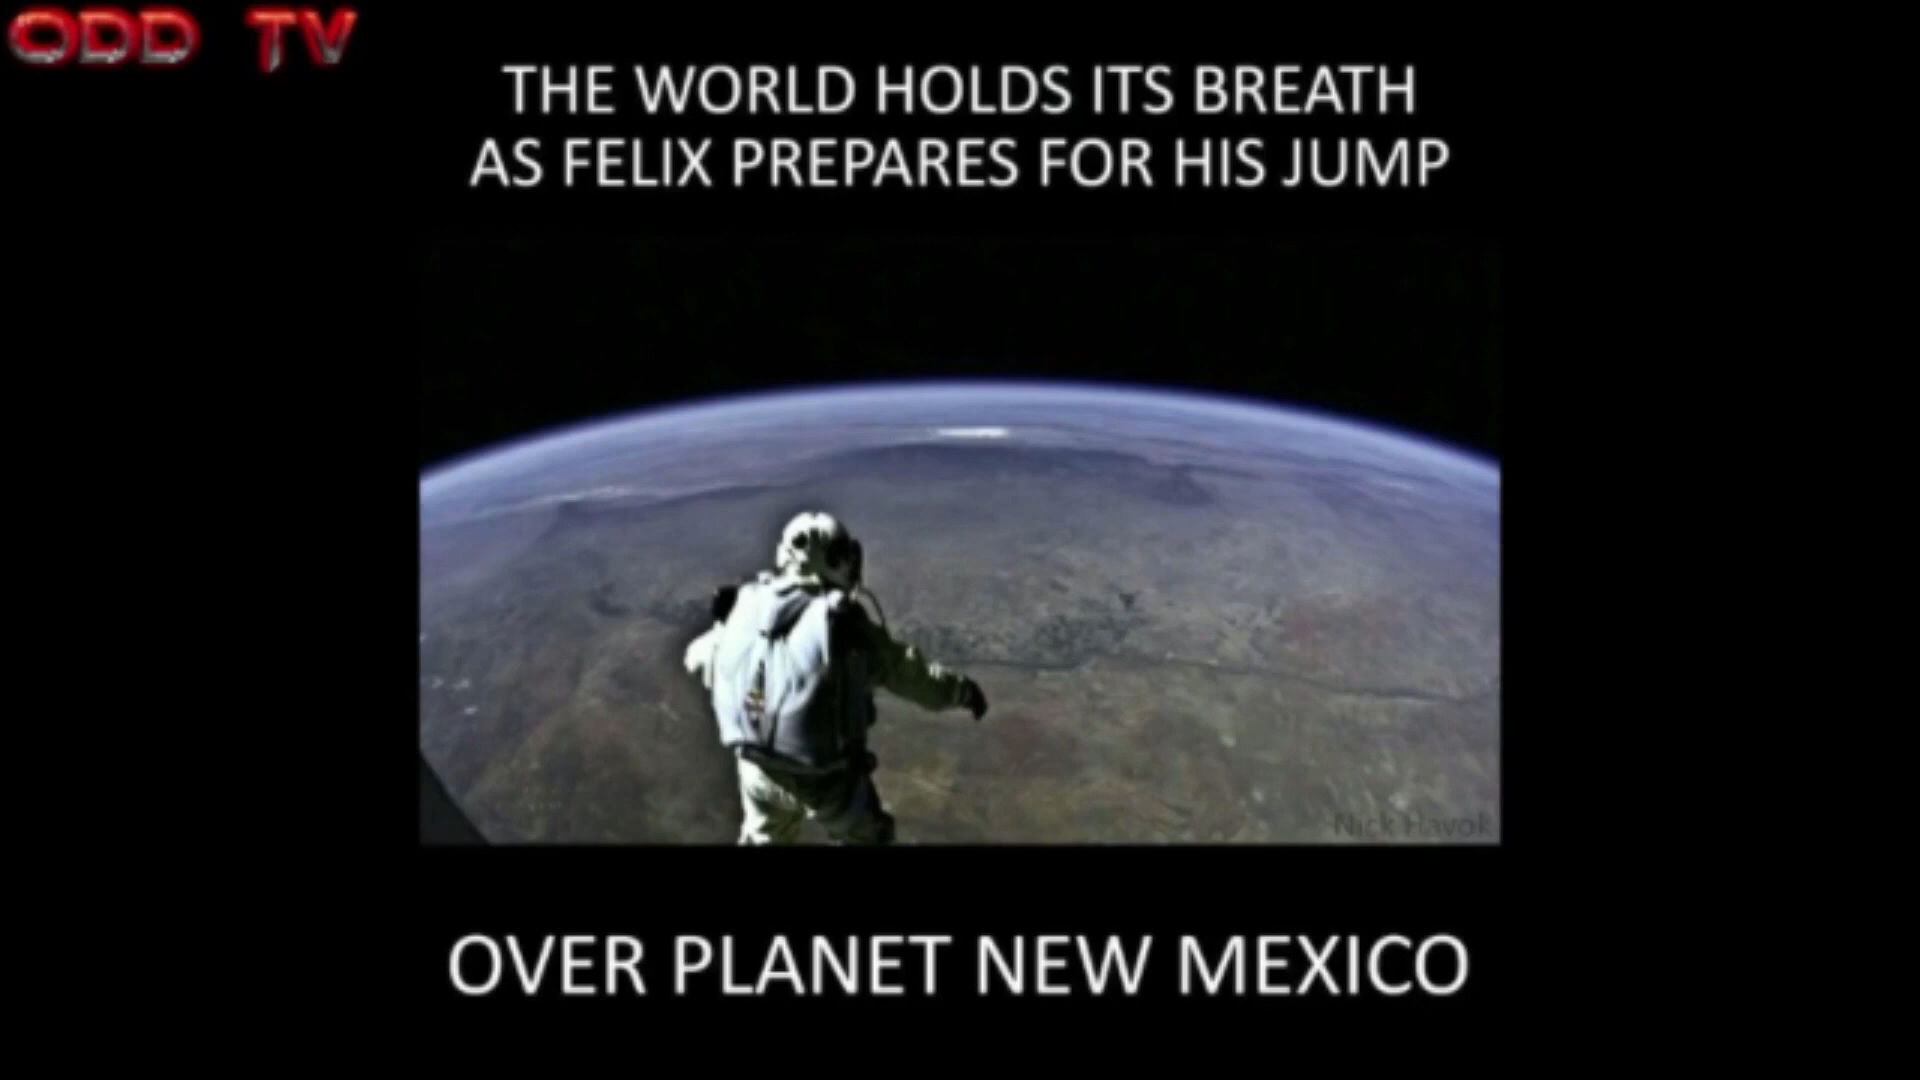 ODD TV
THE WORLD HOLDS ITS BREATH
AS FELIX PREPARES FOR HIS JUMP
Nick Havok
OVER PLANET NEW MEXICO